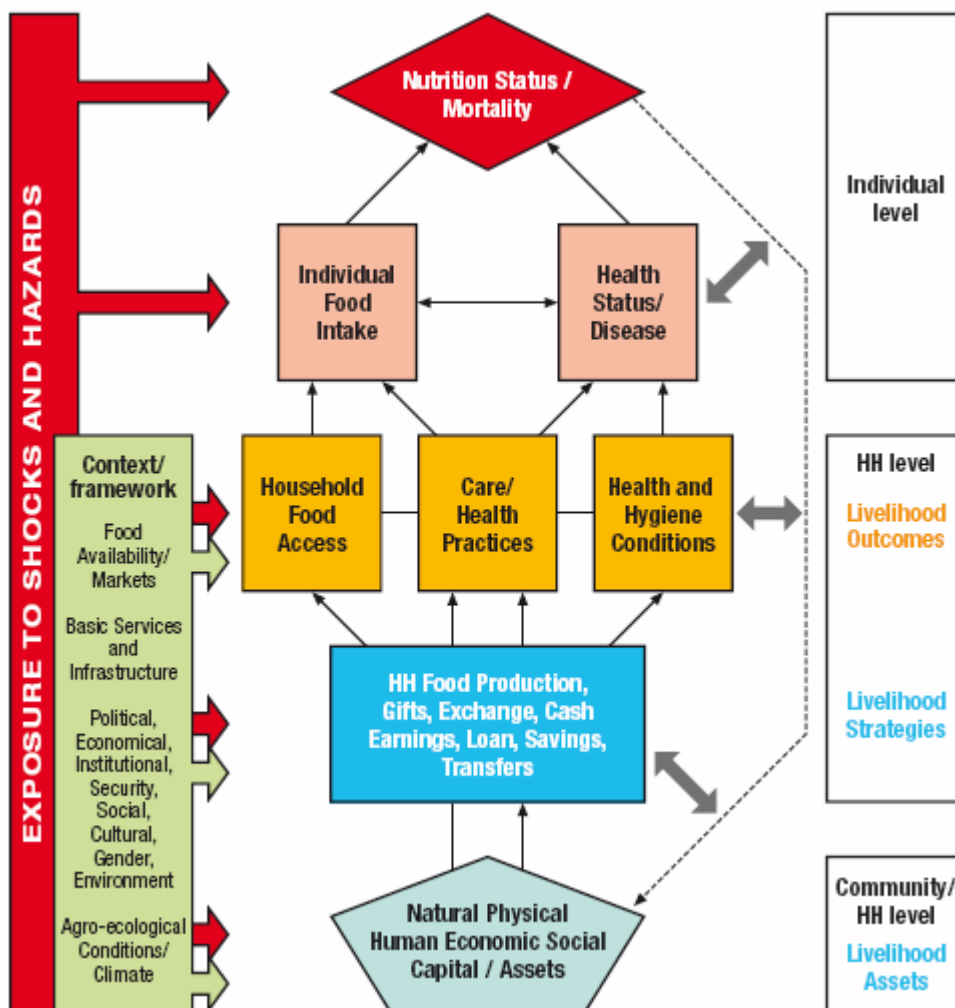 EXPOSURE TO SHOCKS AND HAZARDS
Nutrition Status /
Mortality
Individual
level
Individual
Food
Intake
Health
Status/
Disease
Context/
framework
Food
Availability/
Markets
Basic Services
and
Infrastructure
Political,
Economical,
Institutional,
Security,
Social,
Cultural,
Gender,
Environment
Agro-ecological
Conditions/
Climate
Household
Food
Access
Care/
Health
Practices
Health and
Hygiene
Conditions
HH level
Livelihood
Outcomes
Livelihood
Strategies
HH Food Production,
Gifts, Exchange, Cash
Earnings, Loan, Savings,
Transfers
Natural Physical
Human Economic Social
Capital / Assets
Community/
HH level
Livelihood
Assets